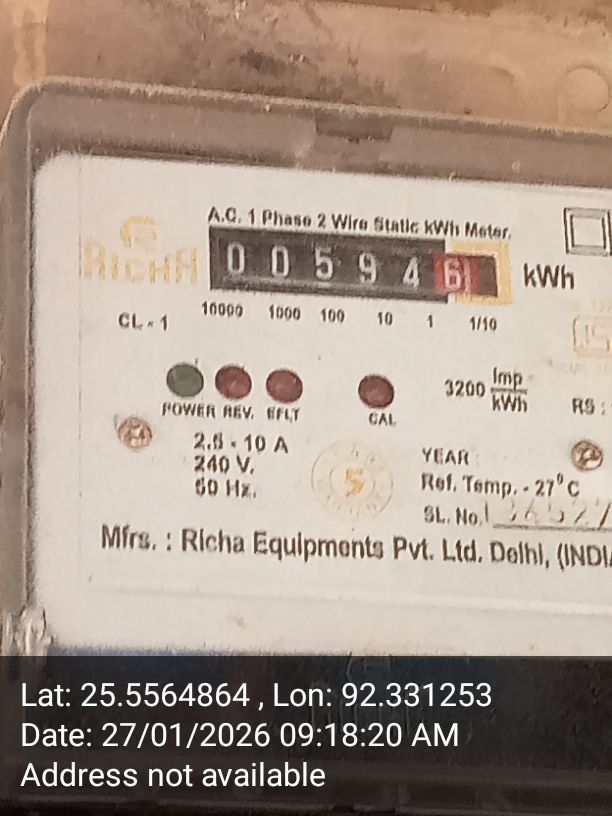 A.C. 1 Phase 2 Wire Static kWh Meter.
RICHA
0 0 5 9 4 6 kWh
CL - 1
10000 1000 100 10 1 1/10
POWER REV. EFLT CAL
3200 Imp/kWh
RS :
2.5 - 10 A
240 V.
50 Hz.
S
YEAR :
Ref. Temp. - 27°C
SL. No.
Mfrs. : Richa Equipments Pvt. Ltd. Delhi, (INDI
Lat: 25.5564864 , Lon: 92.331253
Date: 27/01/2026 09:18:20 AM
Address not available